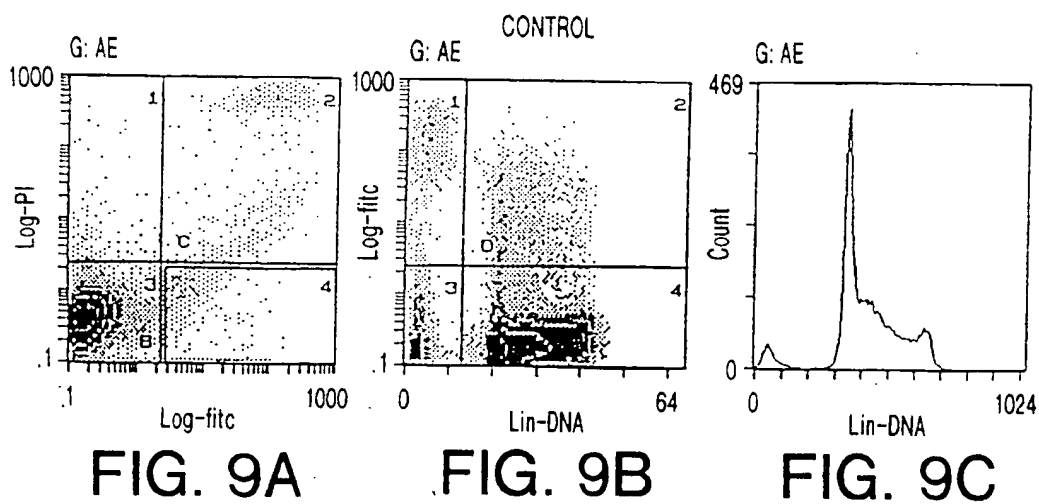 CONTROL
G: AE
1000
Log-PI
.1
1
2
C
3
4
B
.1
1000
Log-fitc
FIG. 9A
G: AE
1000
Log-fitc
.1
1
2
D
3
4
0
64
Lin-DNA
FIG. 9B
G: AE
469
Count
0
0
1024
Lin-DNA
FIG. 9C